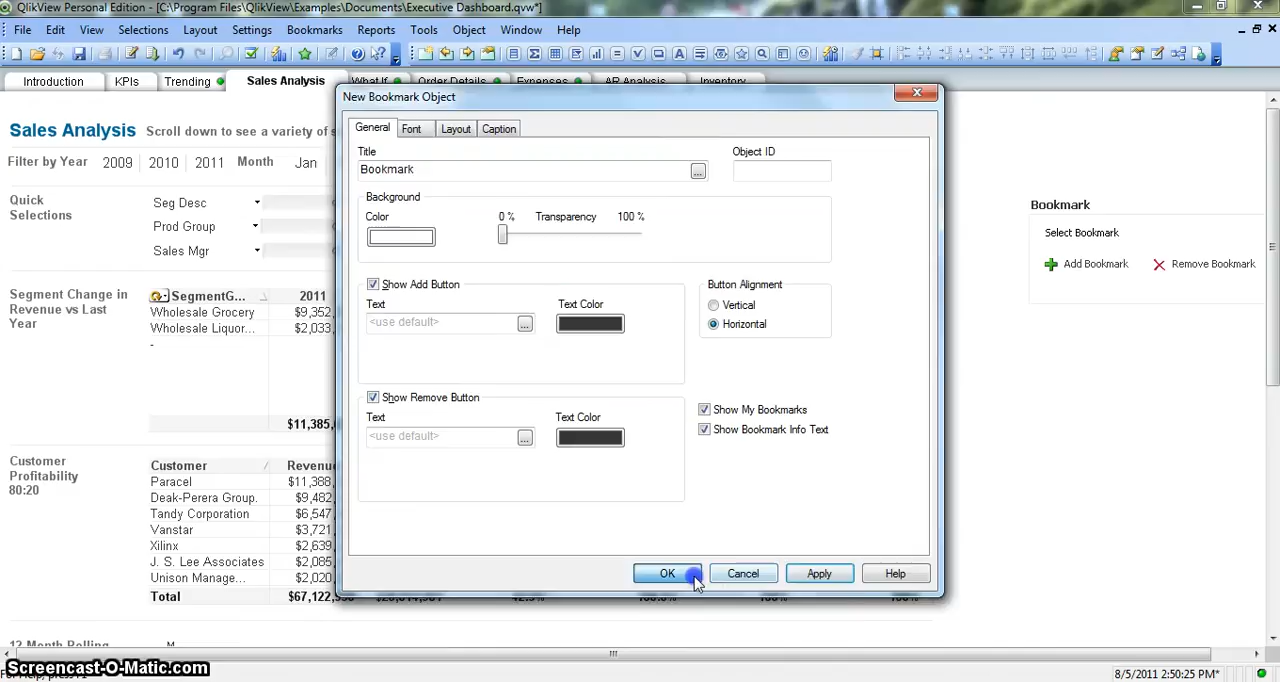 QlikView Personal Edition - [C:\Program Files\QlikView\Examples\Documents\Executive Dashboard.qvw*]
File Edit View Selections Layout Settings Bookmarks Reports Tools Object Window Help
Introduction KPIs Trending Sales Analysis What If Order Details Expenses AR Analysis Inventory
New Bookmark Object
General Font Layout Caption
Sales Analysis Scroll down to see a variety of s
Filter by Year 2009 2010 2011 Month Jan
Quick
Selections
Seg Desc
Prod Group
Sales Mgr
Segment Change in
Revenue vs Last
Year
SegmentG... 2011
Wholesale Grocery $9,352,
Wholesale Liquor... $2,033,
-
$11,385,
Customer
Profitability
80:20
Customer Revenue
Paracel $11,388,
Deak-Perera Group. $9,482,
Tandy Corporation $6,547,
Vanstar $3,721,
Xilinx $2,639,
J. S. Lee Associates $2,085,
Unison Manage... $2,020,
Total
12 Month Rolling
Title
Bookmark
...
Object ID
Background
Color 0 % Transparency 100 %
Show Add Button
Text Text Color
<use default> ...
Button Alignment
Vertical
Horizontal
Show Remove Button
Text Text Color
<use default> ...
Show My Bookmarks
Show Bookmark Info Text
OK Cancel Apply Help
Bookmark
Select Bookmark
Add Bookmark Remove Bookmark
Screencast-O-Matic.com
8/5/2011 2:50:25 PM*